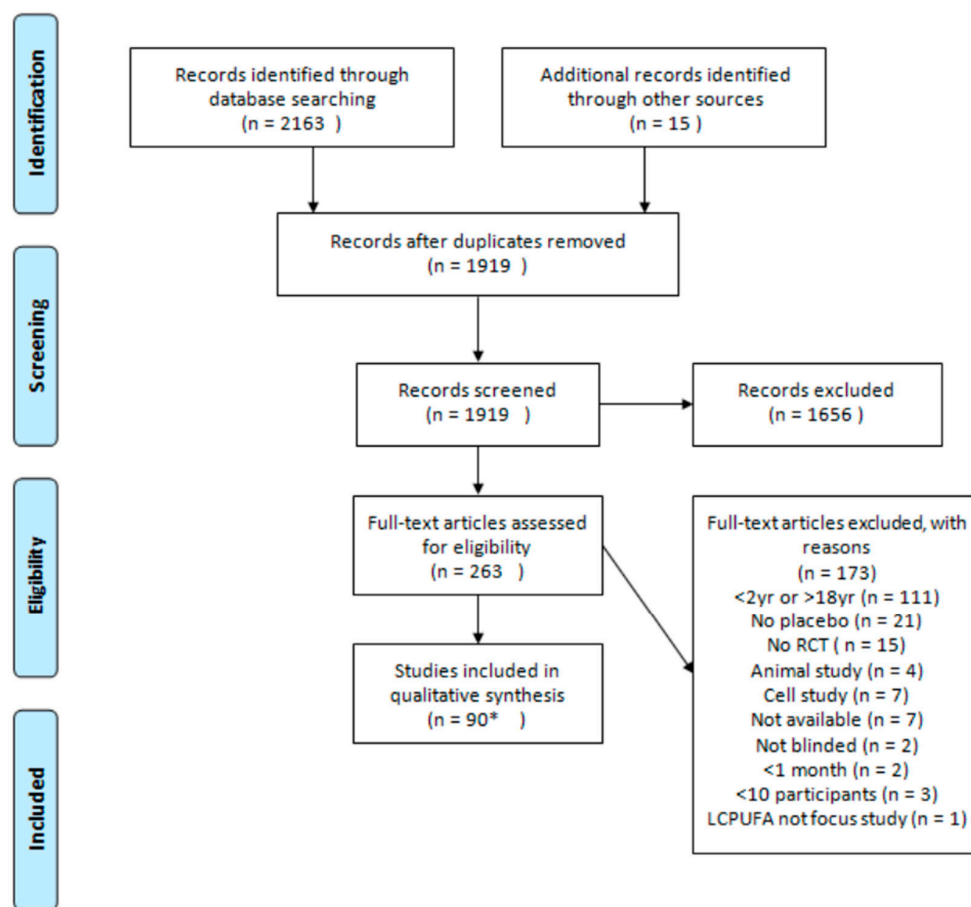 Identification
Records identified through
database searching
(n = 2163  )
Additional records identified
through other sources
(n = 15 )
Records after duplicates removed
(n = 1919  )
Screening
Records screened
(n = 1919  )
Records excluded
(n = 1656 )
Eligibility
Full-text articles assessed
for eligibility
(n = 263  )
Full-text articles excluded, with
reasons
(n = 173)
<2yr or >18yr (n = 111)
No placebo (n = 21)
No RCT ( n = 15)
Animal study (n = 4)
Cell study (n = 7)
Not available (n = 7)
Not blinded (n = 2)
<1 month (n = 2)
<10 participants (n = 3)
LCPUFA not focus study (n = 1)
Studies included in
qualitative synthesis
(n = 90*  )
Included